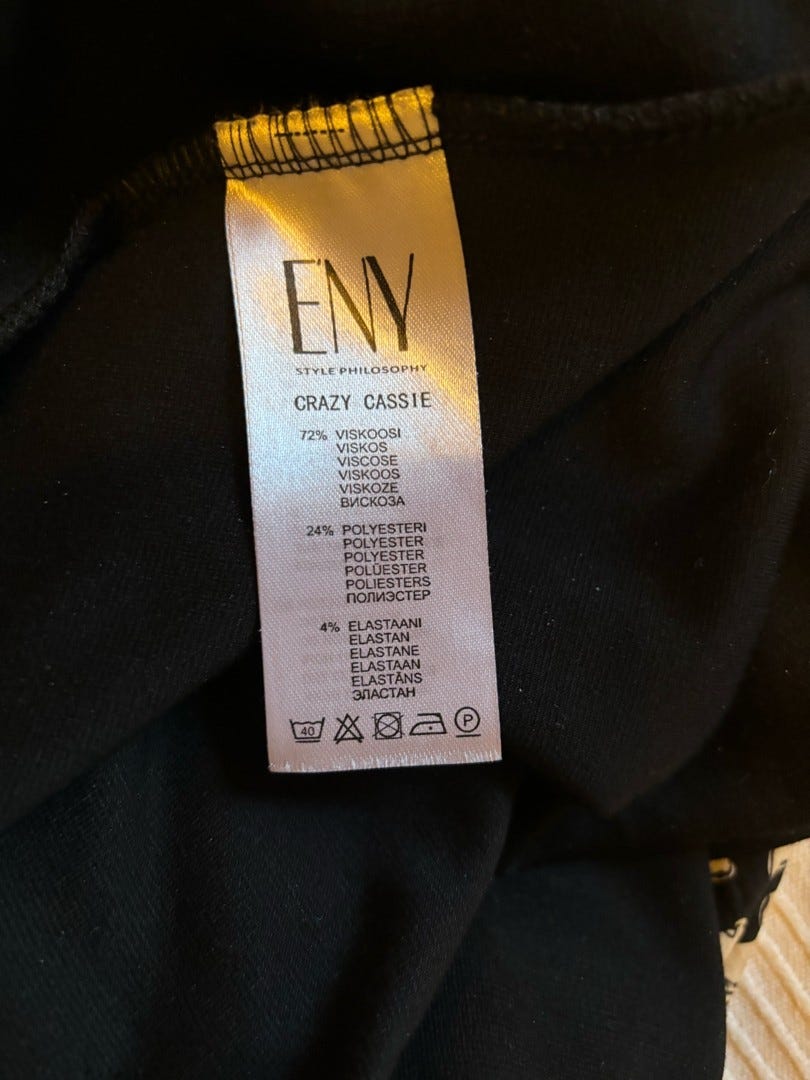 E'NY
STYLE PHILOSOPHY
CRAZY CASSIE
72% VISKOOSI
VISKOS
VISCOSE
VISKOOS
VISKOZE
ВИСКОЗА
24% POLYESTERI
POLYESTER
POLYESTER
POLÜESTER
POLIESTERS
ПОЛИЭСТЕР
4% ELASTAANI
ELASTAN
ELASTANE
ELASTAAN
ELASTĀNS
ЭЛАСТАН
40 P